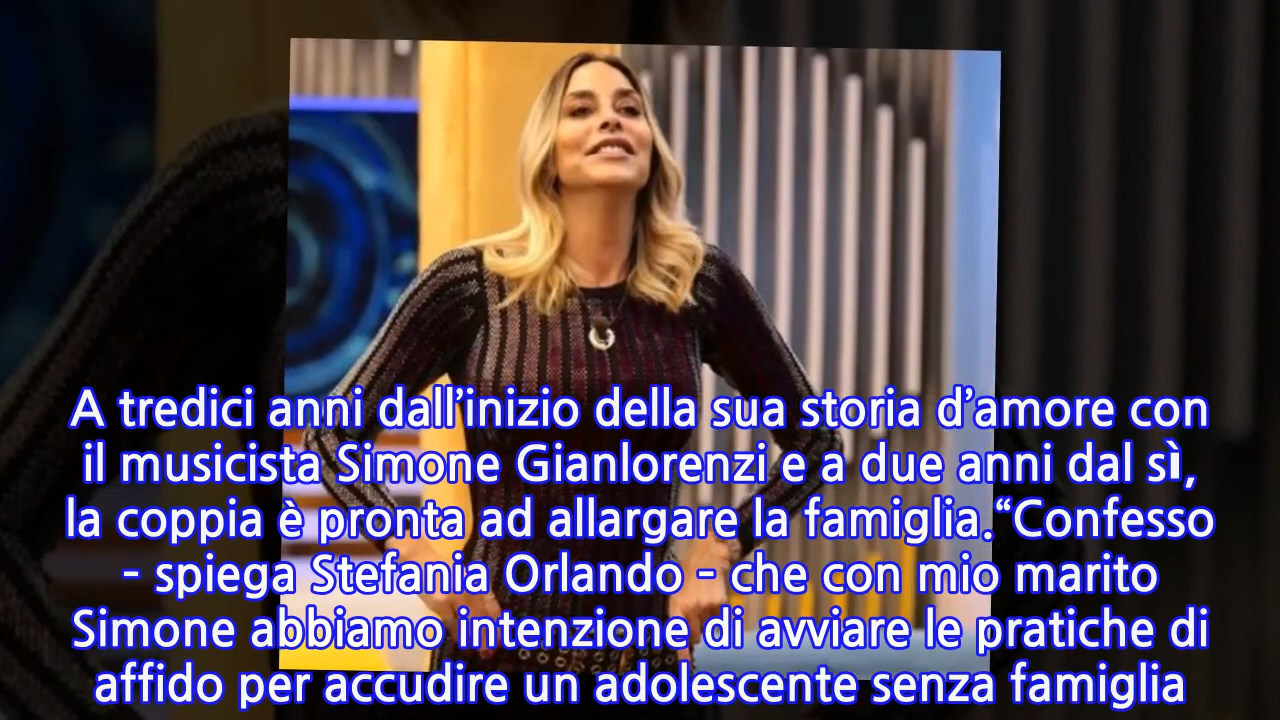 A tredici anni dall’inizio della sua storia d’amore con
il musicista Simone Gianlorenzi e a due anni dal sì,
la coppia è pronta ad allargare la famiglia.“Confesso
- spiega Stefania Orlando - che con mio marito
Simone abbiamo intenzione di avviare le pratiche di
affido per accudire un adolescente senza famiglia